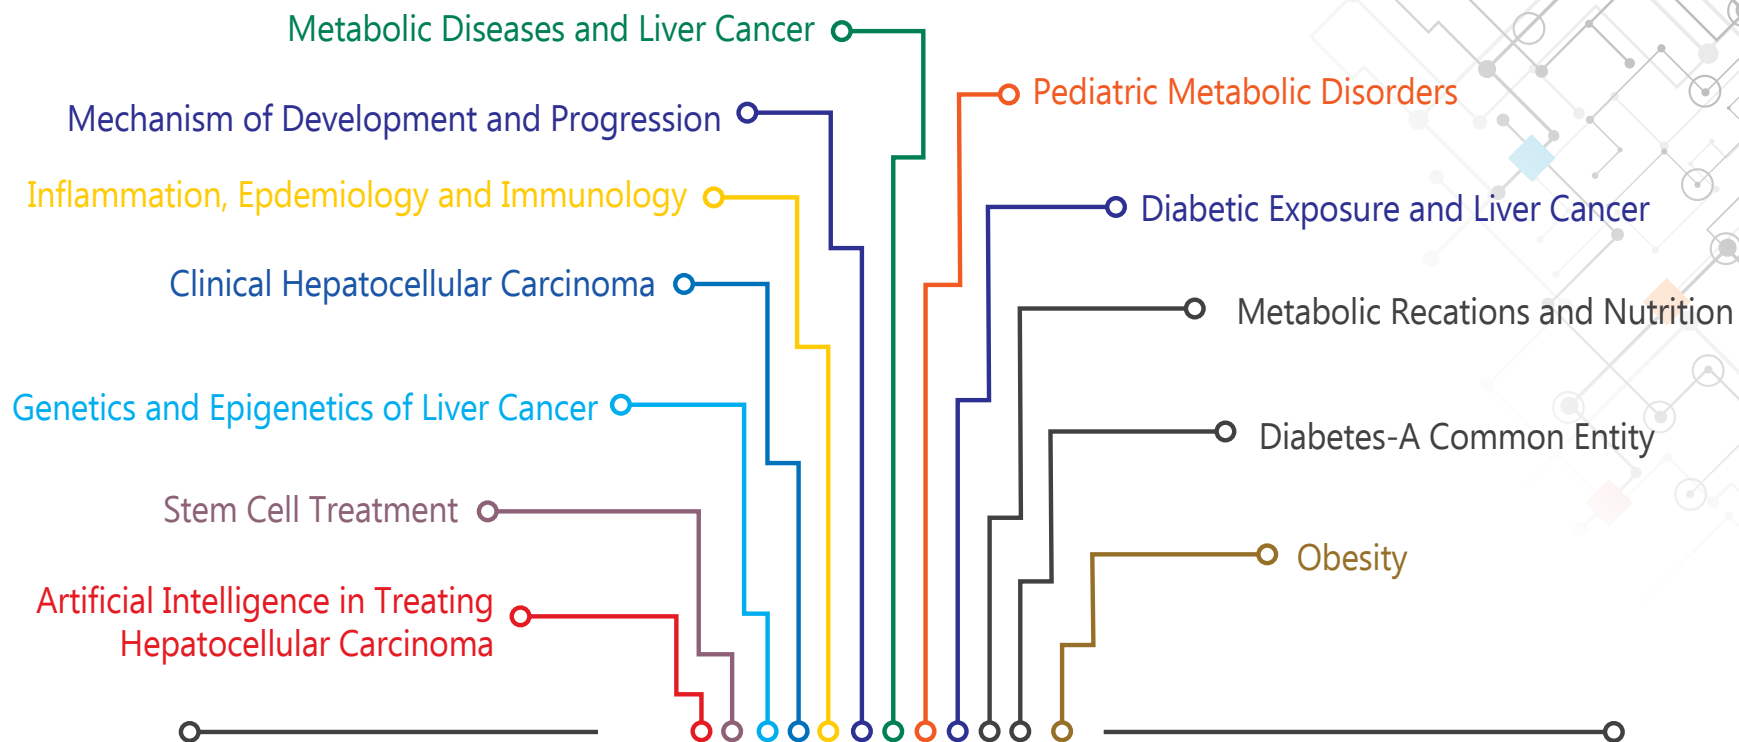 Metabolic Diseases and Liver Cancer
Mechanism of Development and Progression
Inflammation, Epdemiology and Immunology
Clinical Hepatocellular Carcinoma
Genetics and Epigenetics of Liver Cancer
Stem Cell Treatment
Artificial Intelligence in Treating
Hepatocellular Carcinoma
Pediatric Metabolic Disorders
Diabetic Exposure and Liver Cancer
Metabolic Recations and Nutrition
Diabetes-A Common Entity
Obesity